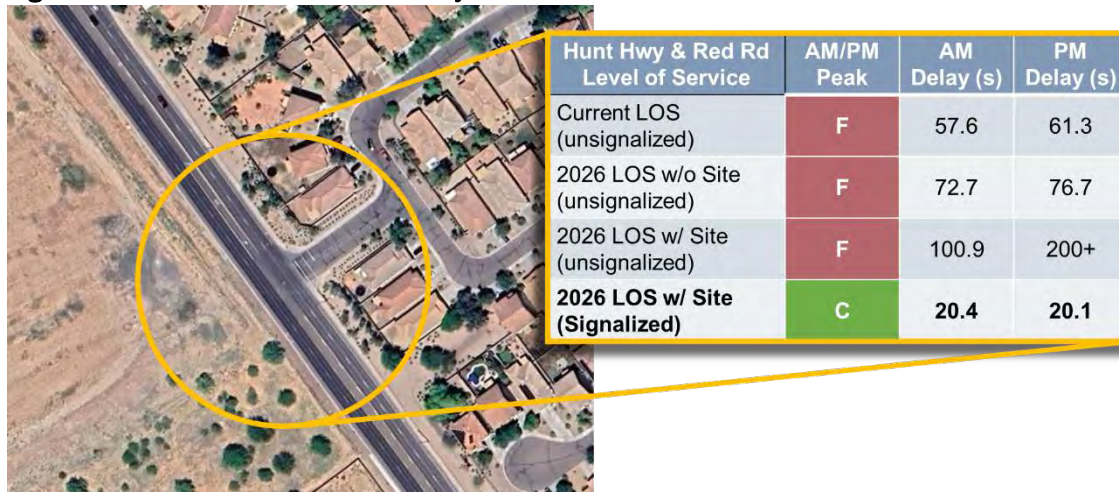 Hunt Hwy & Red Rd
Level of Service
AM/PM
Peak
AM
Delay (s)
PM
Delay (s)
Current LOS
(unsignalized)
F
57.6
61.3
2026 LOS w/o Site
(unsignalized)
F
72.7
76.7
2026 LOS w/ Site
(unsignalized)
F
100.9
200+
2026 LOS w/ Site
(Signalized)
C
20.4
20.1